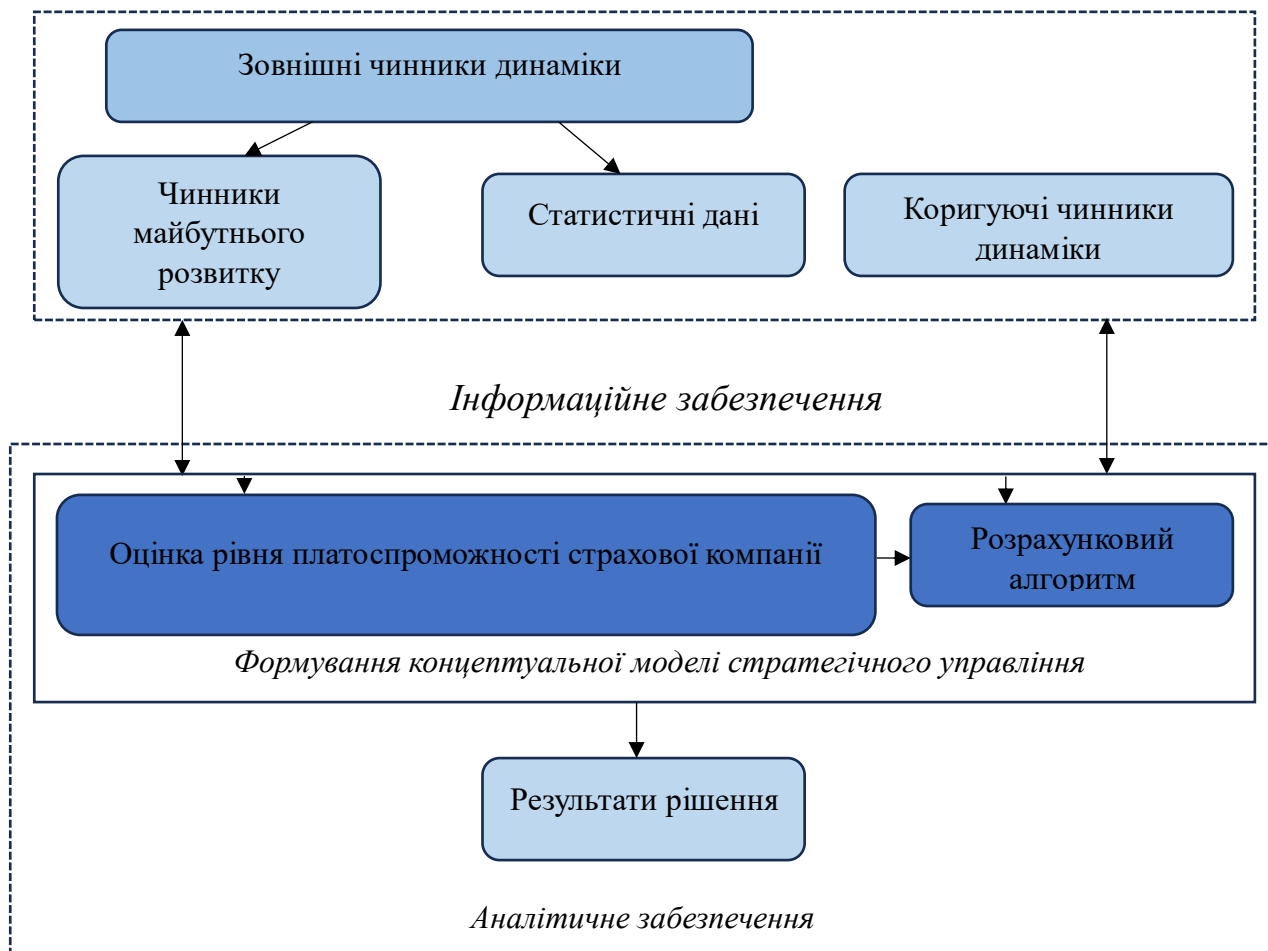 Зовнішні чинники динаміки
Чинники
майбутнього
розвитку
Статистичні дані
Коригуючі чинники
динаміки
Інформаційне забезпечення
Оцінка рівня платоспроможності страхової компанії
Розрахунковий
алгоритм
Формування концептуальної моделі стратегічного управління
Результати рішення
Аналітичне забезпечення